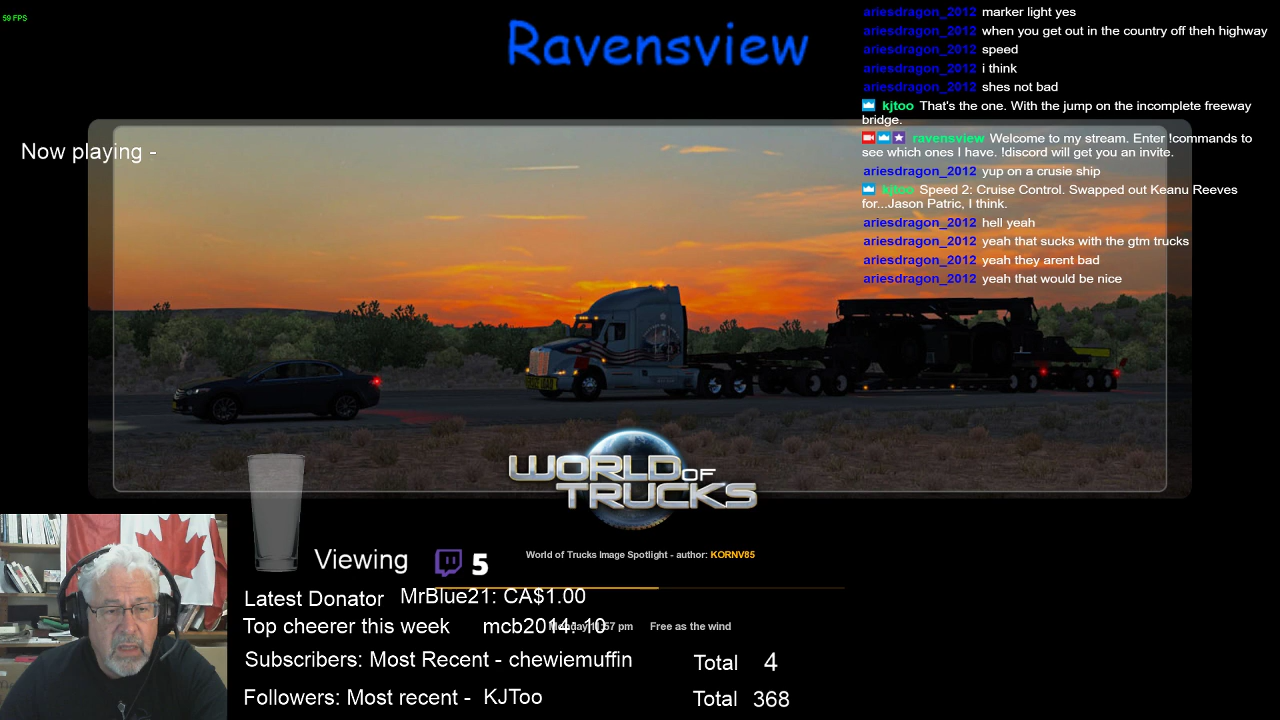 59 FPS
Ravensview
ariesdragon_2012 marker light yes
ariesdragon_2012 when you get out in the country off theh highway
ariesdragon_2012 speed
ariesdragon_2012 i think
ariesdragon_2012 shes not bad
kjtoo That's the one. With the jump on the incomplete freeway
bridge.
ravensview Welcome to my stream. Enter !commands to
see which ones I have. !discord will get you an invite.
ariesdragon_2012 yup on a crusie ship
kjtoo Speed 2: Cruise Control. Swapped out Keanu Reeves
for...Jason Patric, I think.
ariesdragon_2012 hell yeah
ariesdragon_2012 yeah that sucks with the gtm trucks
ariesdragon_2012 yeah they arent bad
ariesdragon_2012 yeah that would be nice
Now playing -
WORLD OF
TRUCKS
World of Trucks Image Spotlight - author: KORNV85
Viewing 5
Latest Donator MrBlue21: CA$1.00
Top cheerer this week mcb2014: 10
Free as the wind
Subscribers: Most Recent - chewiemuffin Total 4
Followers: Most recent - KJToo Total 368